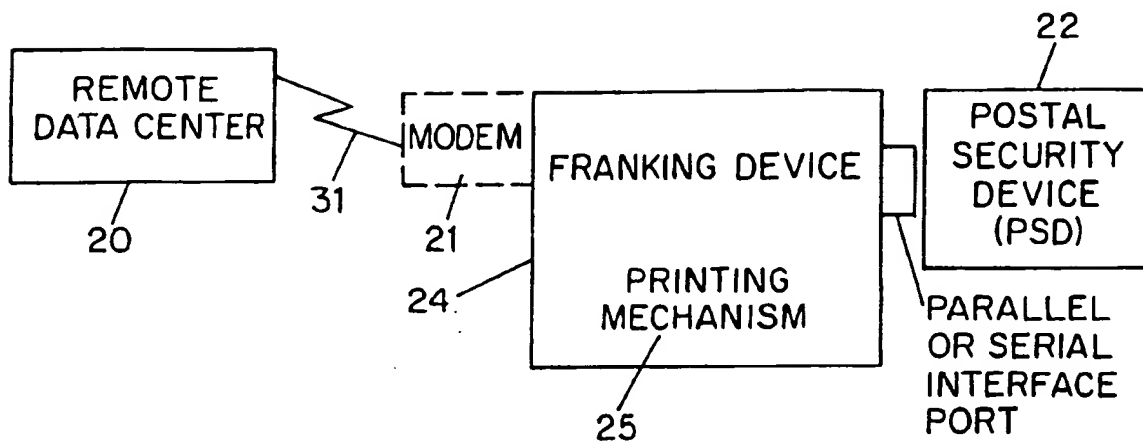 REMOTE
DATA CENTER
20
31
MODEM
21
FRANKING DEVICE
24
PRINTING
MECHANISM
25
22
POSTAL
SECURITY
DEVICE
(PSD)
PARALLEL
OR SERIAL
INTERFACE
PORT